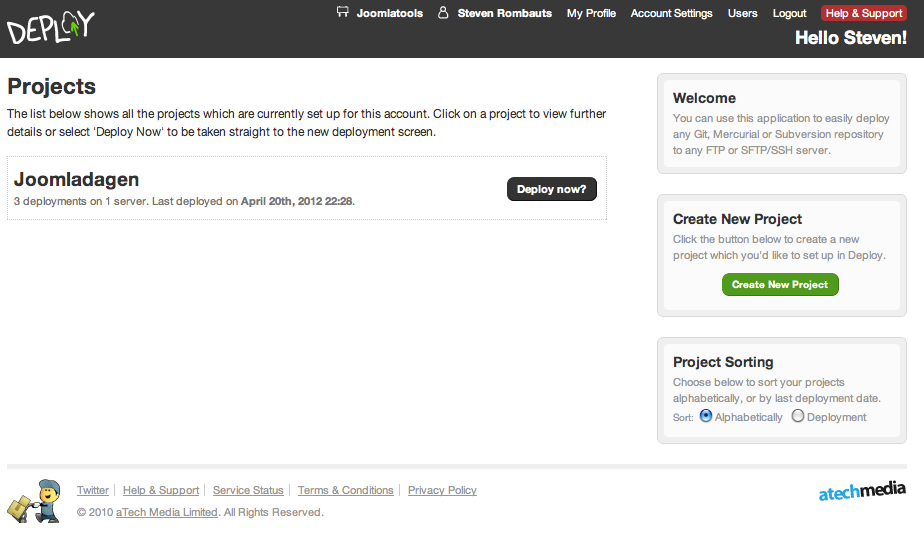 DEPLOY
Joomlatools Steven Rombauts My Profile Account Settings Users Logout Help & Support
Hello Steven!
Projects
The list below shows all the projects which are currently set up for this account. Click on a project to view further
details or select 'Deploy Now' to be taken straight to the new deployment screen.
Joomladagen
3 deployments on 1 server. Last deployed on April 20th, 2012 22:28.
Deploy now?
Welcome
You can use this application to easily deploy
any Git, Mercurial or Subversion repository
to any FTP or SFTP/SSH server.
Create New Project
Click the button below to create a new
project which you'd like to set up in Deploy.
Create New Project
Project Sorting
Choose below to sort your projects
alphabetically, or by last deployment date.
Sort: Alphabetically Deployment
Twitter Help & Support Service Status Terms & Conditions Privacy Policy
© 2010 aTech Media Limited. All Rights Reserved.
atechmedia